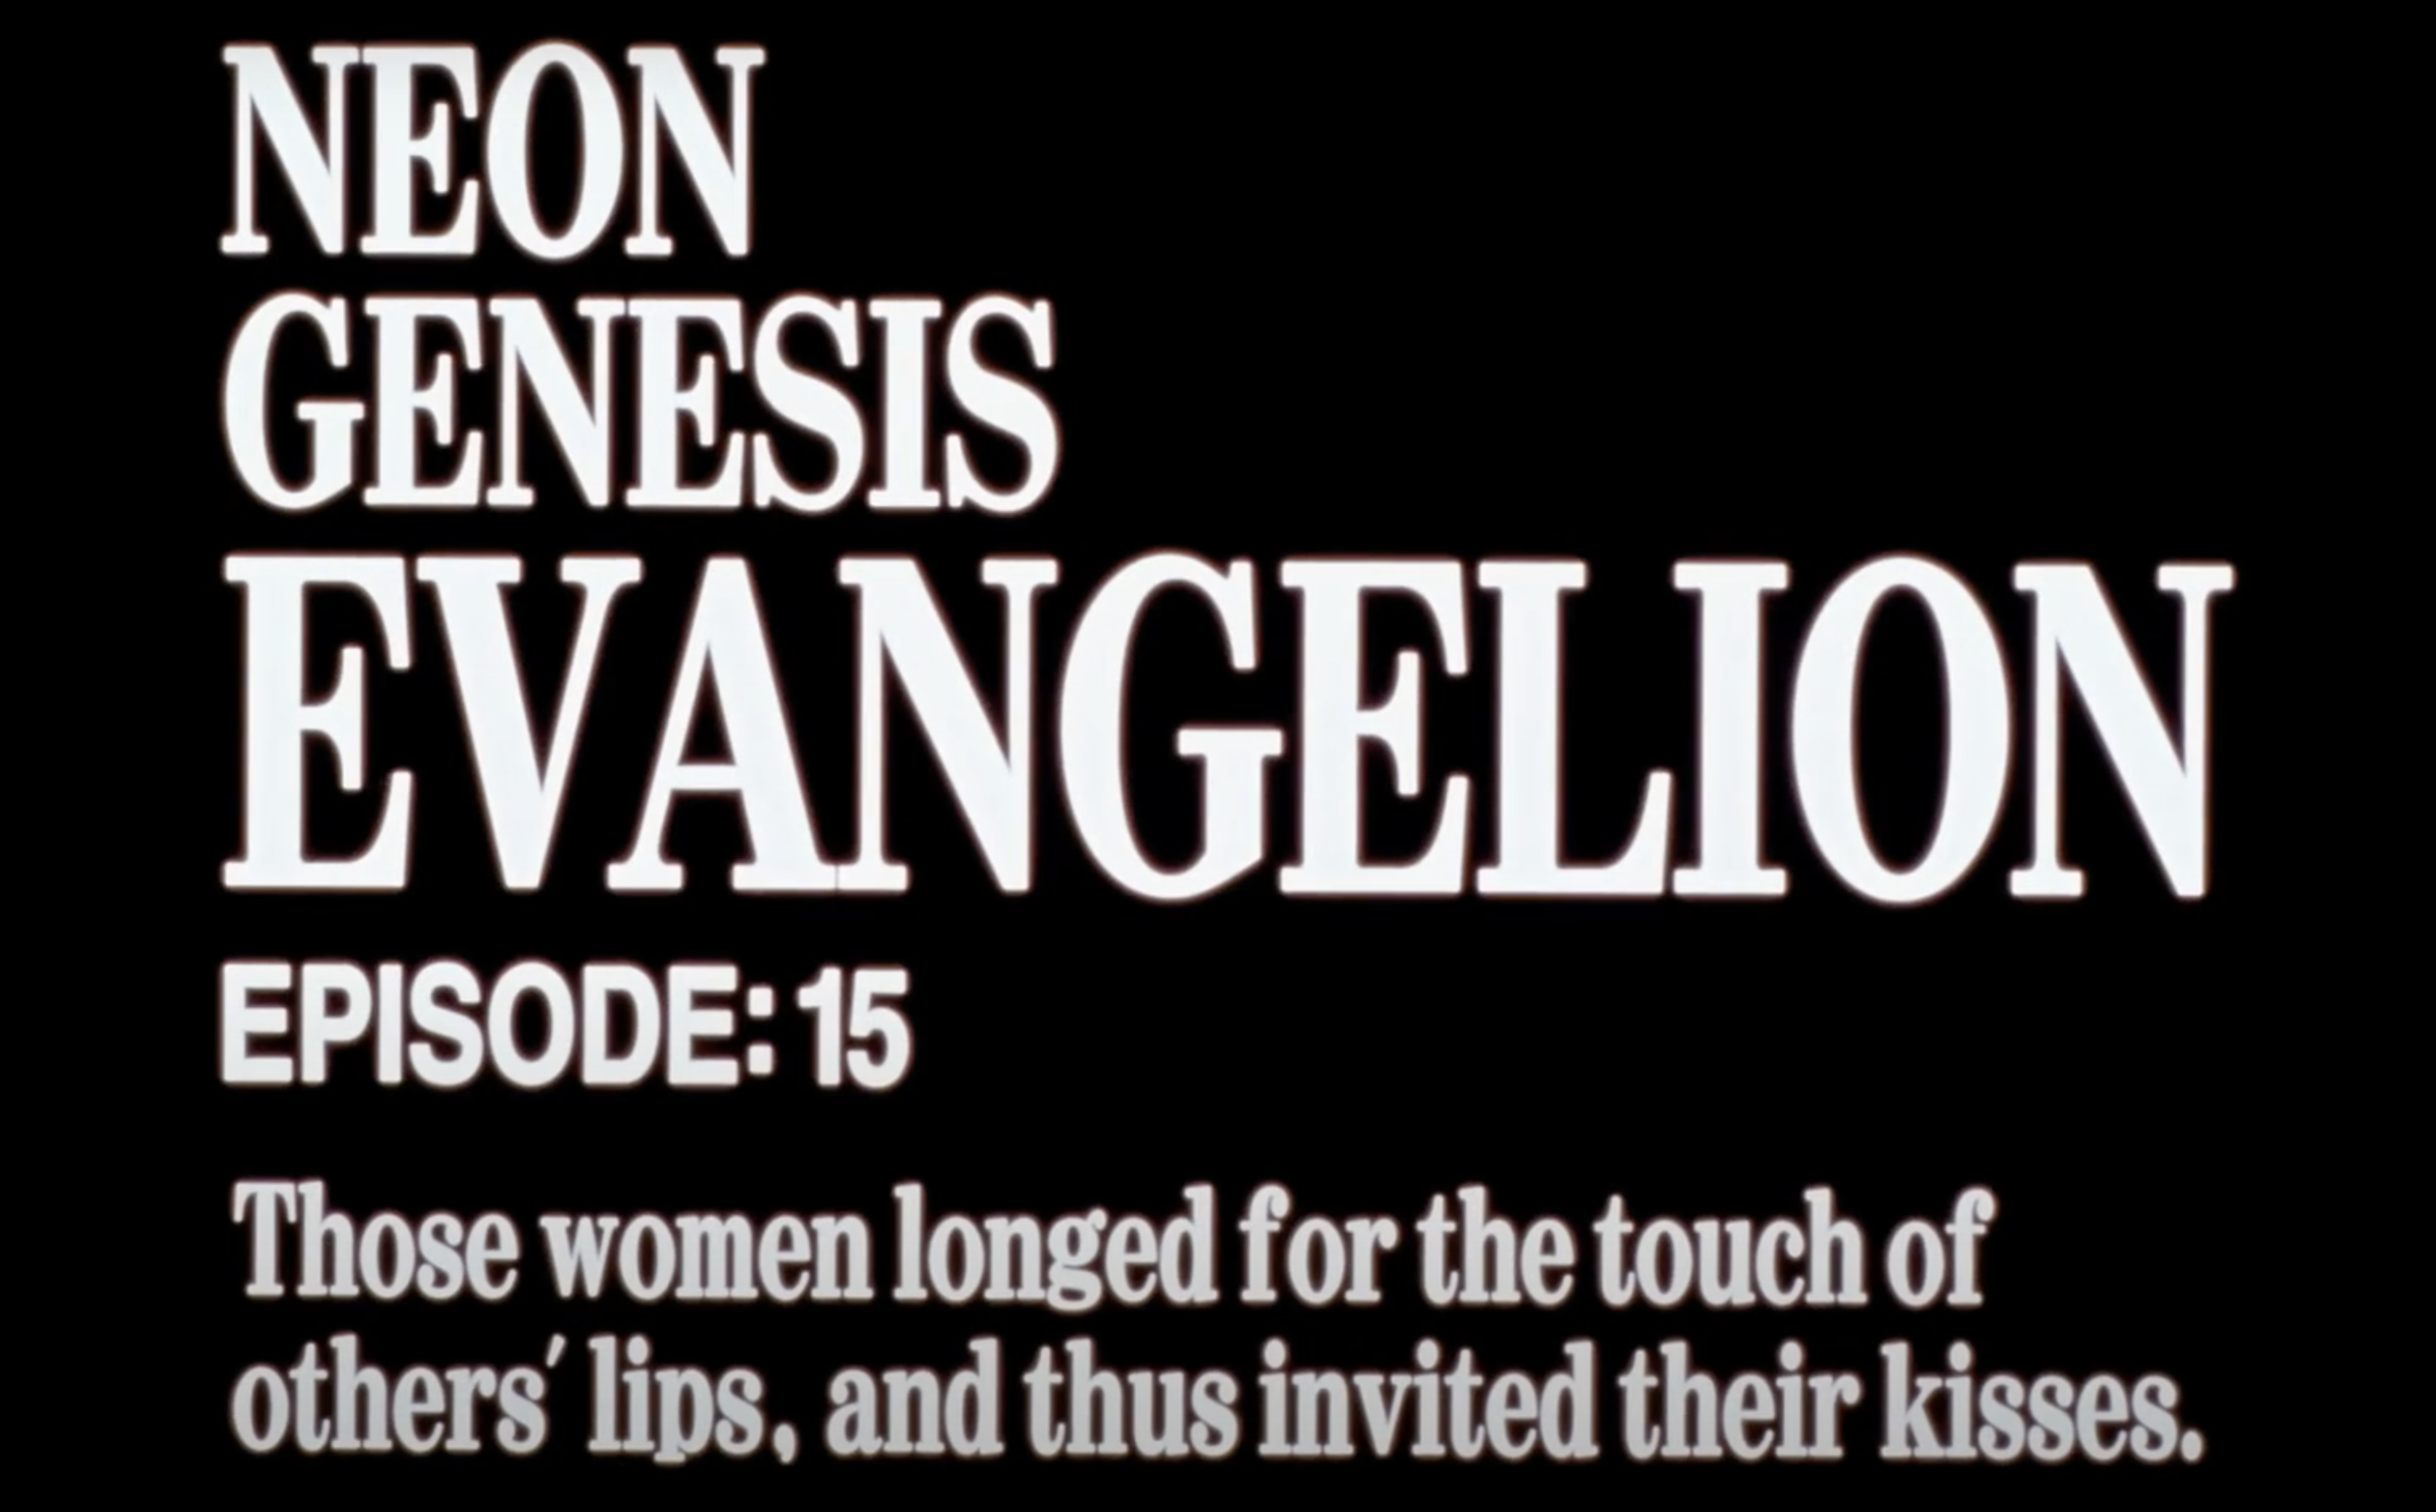 NEON
GENESIS
EVANGELION
EPISODE: 15
Those women longed for the touch of
others' lips, and thus invited their kisses.